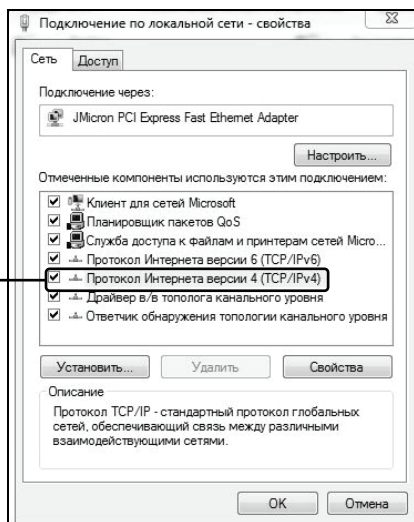 Подключение по локальной сети - свойства
Сеть
Доступ
Подключение через:
JMicron PCI Express Fast Ethernet Adapter
Настроить...
Отмеченные компоненты используются этим подключением:
Клиент для сетей Microsoft
Планировщик пакетов QoS
Служба доступа к файлам и принтерам сетей Micro...
Протокол Интернета версии 6 (TCP/IPv6)
Протокол Интернета версии 4 (TCP/IPv4)
Драйвер в/в тополога канального уровня
Ответчик обнаружения топологии канального уровня
Установить...
Удалить
Свойства
Описание
Протокол TCP/IP - стандартный протокол глобальных
сетей, обеспечивающий связь между различными
взаимодействующими сетями.
OK
Отмена